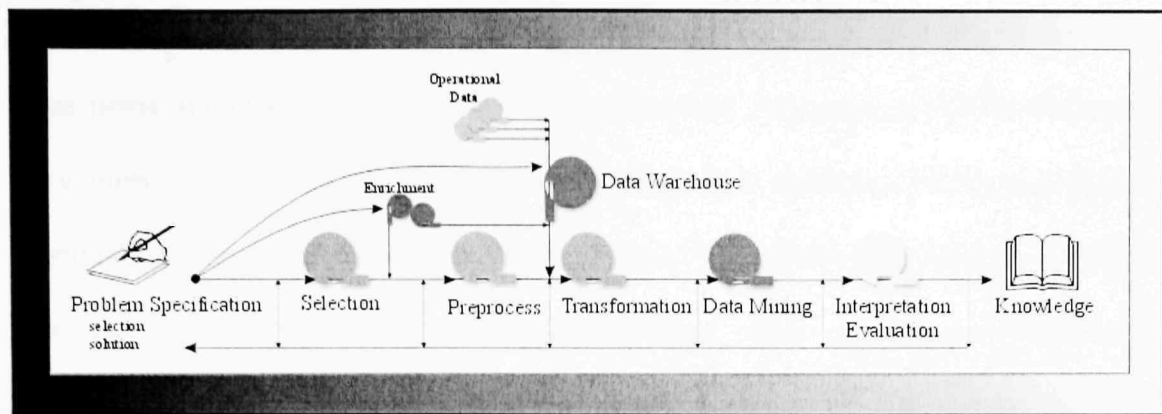 Operational
Data
Data Warehouse
Enrichment
Problem Specification
selection
solution
Selection
Preprocess
Transformation
Data Mining
Interpretation
Evaluation
Knowledge